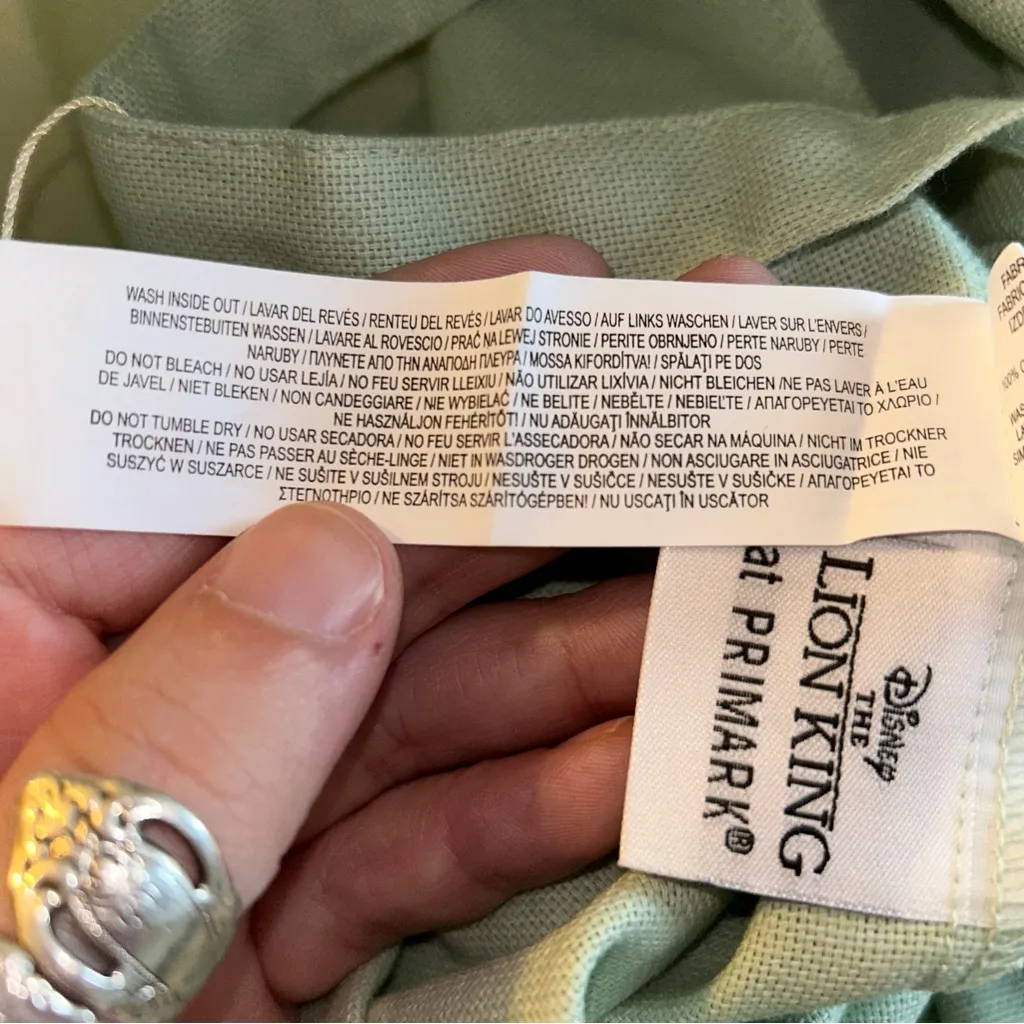 WASH INSIDE OUT / LAVAR DEL REVÉS / RENTEU DEL REVÉS / LAVAR DO AVESSO / AUF LINKS WASCHEN / LAVER SUR L'ENVERS /
BINNENSTEBUITEN WASSEN / LAVARE AL ROVESCIO / PRAĆ NA LEWEJ STRONIE / PERITE OBRNJENO / PERTE NARUBY / PERTE
NARUBY / ΠΛΥΝΕΤΕ ΑΠΟ ΤΗΝ ΑΝΑΠΟΔΗ ΠΛΕΥΡΑ / MOSSA KIFORDÍTVA! / SPĂLAŢI PE DOS
DO NOT BLEACH / NO USAR LEJÍA / NO FEU SERVIR LLEIXIU / NÃO UTILIZAR LIXÍVIA / NICHT BLEICHEN /NE PAS LAVER À L'EAU
DE JAVEL / NIET BLEKEN / NON CANDEGGIARE / NIE WYBIELAĆ / NE BELITE / NEBĚLTE / NEBIEĽTE / ΑΠΑΓΟΡΕΥΕΤΑΙ ΤΟ ΧΛΩΡΙΟ /
NE HASZNÁLJON FEHÉRÍTŐT! / NU ADĂUGAŢI ÎNNĂLBITOR
DO NOT TUMBLE DRY / NO USAR SECADORA / NO FEU SERVIR L'ASSECADORA / NÃO SECAR NA MÁQUINA / NICHT IM TROCKNER
TROCKNEN / NE PAS PASSER AU SÈCHE-LINGE / NIET IN WASDROGER DROGEN / NON ASCIUGARE IN ASCIUGATRICE / NIE
SUSZYĆ W SUSZARCE / NE SUŠITE V SUŠILNEM STROJU / NESUŠTE V SUŠIČCE / NESUŠTE V SUŠIČKE / ΑΠΑΓΟΡΕΥΕΤΑΙ ΤΟ
ΣΤΕΓΝΩΤΗΡΙΟ / NE SZÁRÍTSA SZÁRÍTÓGÉPBEN! / NU USCAŢI ÎN USCĂTOR
Disney
THE
LION KING
at PRIMARK®